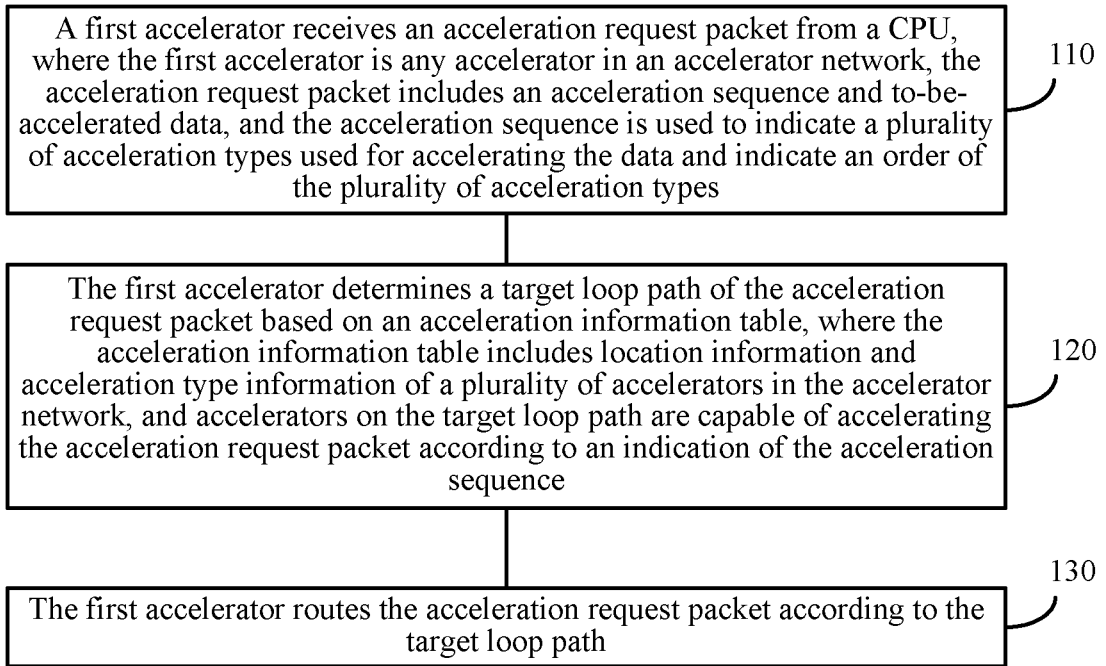 A first accelerator receives an acceleration request packet from a CPU,
where the first accelerator is any accelerator in an accelerator network, the
acceleration request packet includes an acceleration sequence and to-be-
accelerated data, and the acceleration sequence is used to indicate a plurality
of acceleration types used for accelerating the data and indicate an order of
the plurality of acceleration types
110
The first accelerator determines a target loop path of the acceleration
request packet based on an acceleration information table, where the
acceleration information table includes location information and
acceleration type information of a plurality of accelerators in the accelerator
network, and accelerators on the target loop path are capable of accelerating
the acceleration request packet according to an indication of the acceleration
sequence
120
The first accelerator routes the acceleration request packet according to the
target loop path
130